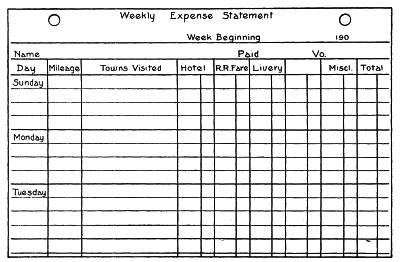 Weekly Expense Statement
Week Beginning 190
Name Paid Vo.
Day Mileage Towns Visited Hotel R.R.Fare Livery Miscl. Total
Sunday
Monday
Tuesday